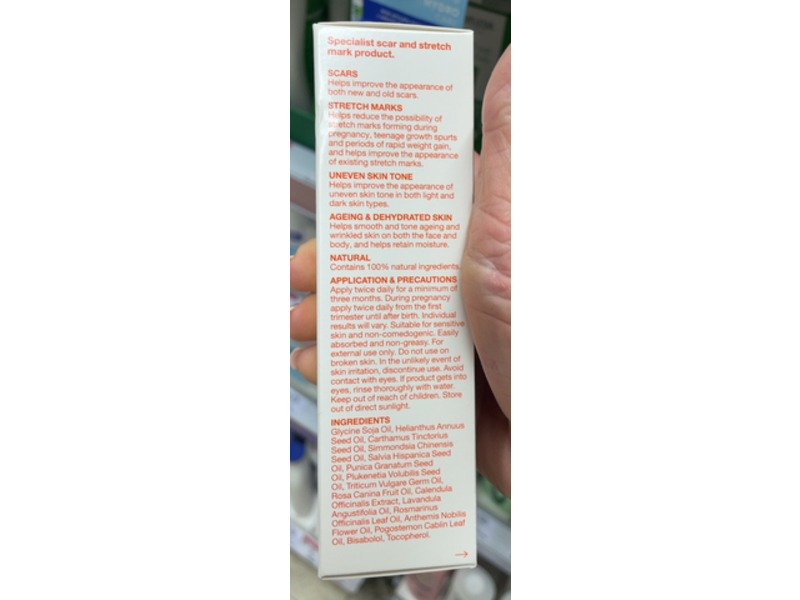 HYDRO
Specialist scar and stretch
mark product.
SCARS
Helps improve the appearance of
both new and old scars.
STRETCH MARKS
Helps reduce the possibility of
stretch marks forming during
pregnancy, teenage growth spurts
and periods of rapid weight gain,
and helps improve the appearance
of existing stretch marks.
UNEVEN SKIN TONE
Helps improve the appearance of
uneven skin tone in both light and
dark skin types.
AGEING & DEHYDRATED SKIN
Helps smooth and tone ageing and
wrinkled skin on both the face and
body, and helps retain moisture.
NATURAL
Contains 100% natural ingredients.
APPLICATION & PRECAUTIONS
Apply twice daily for a minimum of
three months. During pregnancy
apply twice daily from the first
trimester until after birth. Individual
results will vary. Suitable for sensitive
skin and non-comedogenic. Easily
absorbed and non-greasy. For
external use only. Do not use on
broken skin. In the unlikely event of
skin irritation, discontinue use. Avoid
contact with eyes. If product gets into
eyes, rinse thoroughly with water.
Keep out of reach of children. Store
out of direct sunlight.
INGREDIENTS
Glycine Soja Oil, Helianthus Annuus
Seed Oil, Carthamus Tinctorius
Seed Oil, Simmondsia Chinensis
Seed Oil, Salvia Hispanica Seed
Oil, Punica Granatum Seed
Oil, Plukenetia Volubilis Seed
Oil, Triticum Vulgare Germ Oil,
Rosa Canina Fruit Oil, Calendula
Officinalis Extract, Lavandula
Angustifolia Oil, Rosmarinus
Officinalis Leaf Oil, Anthemis Nobilis
Flower Oil, Pogostemon Cablin Leaf
Oil, Bisabolol, Tocopherol.